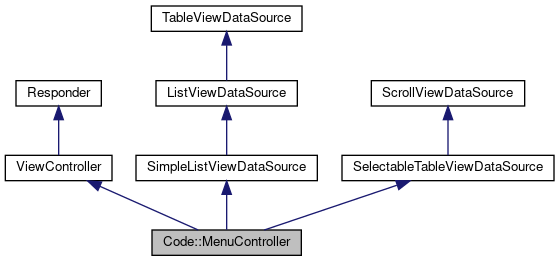 TableViewDataSource
Responder
ListViewDataSource
ScrollViewDataSource
ViewController
SimpleListViewDataSource
SelectableTableViewDataSource
Code::MenuController